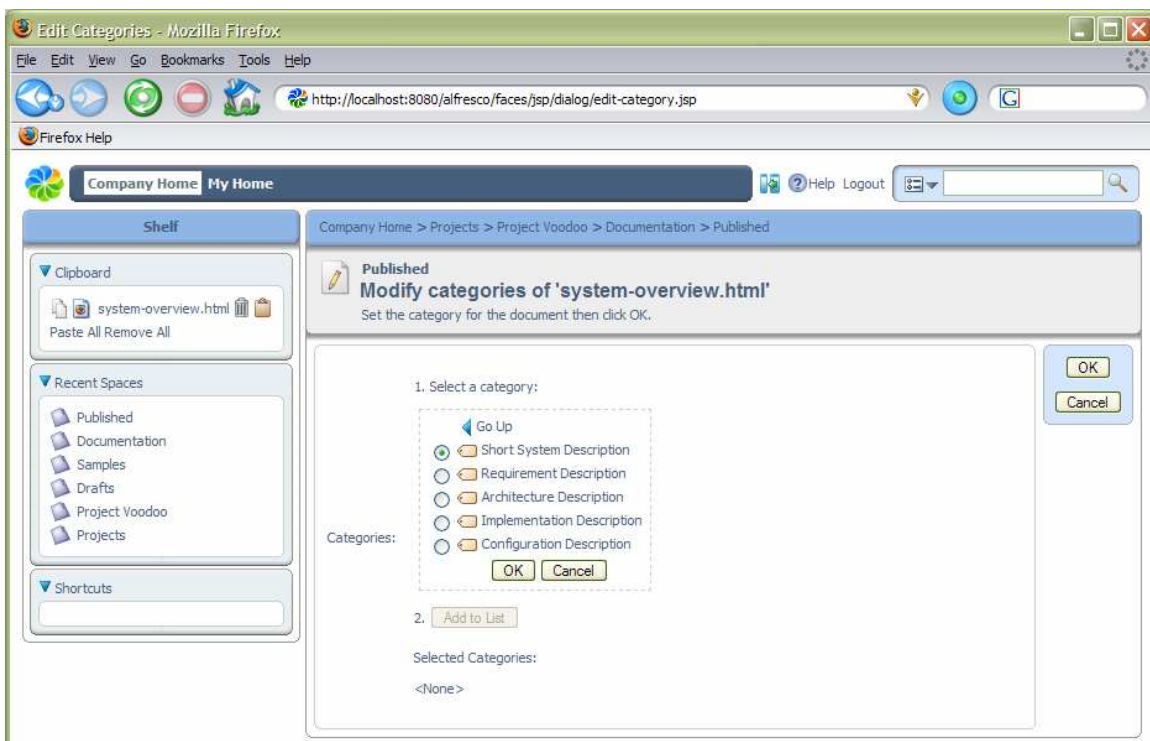 Edit Categories - Mozilla Firefox
File Edit View Go Bookmarks Tools Help
http://localhost:8080/alfresco/faces/jsp/dialog/edit-category.jsp
G
Firefox Help
Company Home My Home
Help Logout
Shelf
Company Home > Projects > Project Voodoo > Documentation > Published
Clipboard
system-overview.html
Paste All Remove All
Recent Spaces
Published
Documentation
Samples
Drafts
Project Voodoo
Projects
Shortcuts
Published
Modify categories of 'system-overview.html'
Set the category for the document then click OK.
Categories:
1. Select a category:
Go Up
Short System Description
Requirement Description
Architecture Description
Implementation Description
Configuration Description
OK Cancel
2. Add to List
Selected Categories:
<None>
OK
Cancel